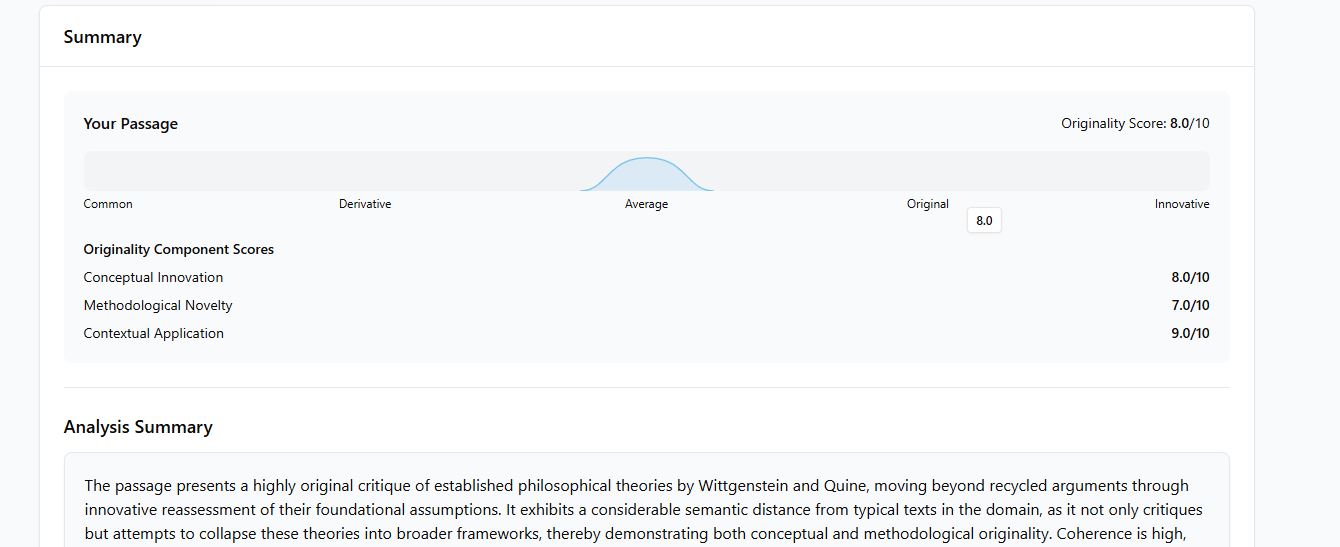 Summary
Your Passage
Originality Score: 8.0/10
Common Derivative Average Original Innovative
8.0
Originality Component Scores
Conceptual Innovation 8.0/10
Methodological Novelty 7.0/10
Contextual Application 9.0/10
Analysis Summary
The passage presents a highly original critique of established philosophical theories by Wittgenstein and Quine, moving beyond recycled arguments through
innovative reassessment of their foundational assumptions. It exhibits a considerable semantic distance from typical texts in the domain, as it not only critiques
but attempts to collapse these theories into broader frameworks, thereby demonstrating both conceptual and methodological originality. Coherence is high,